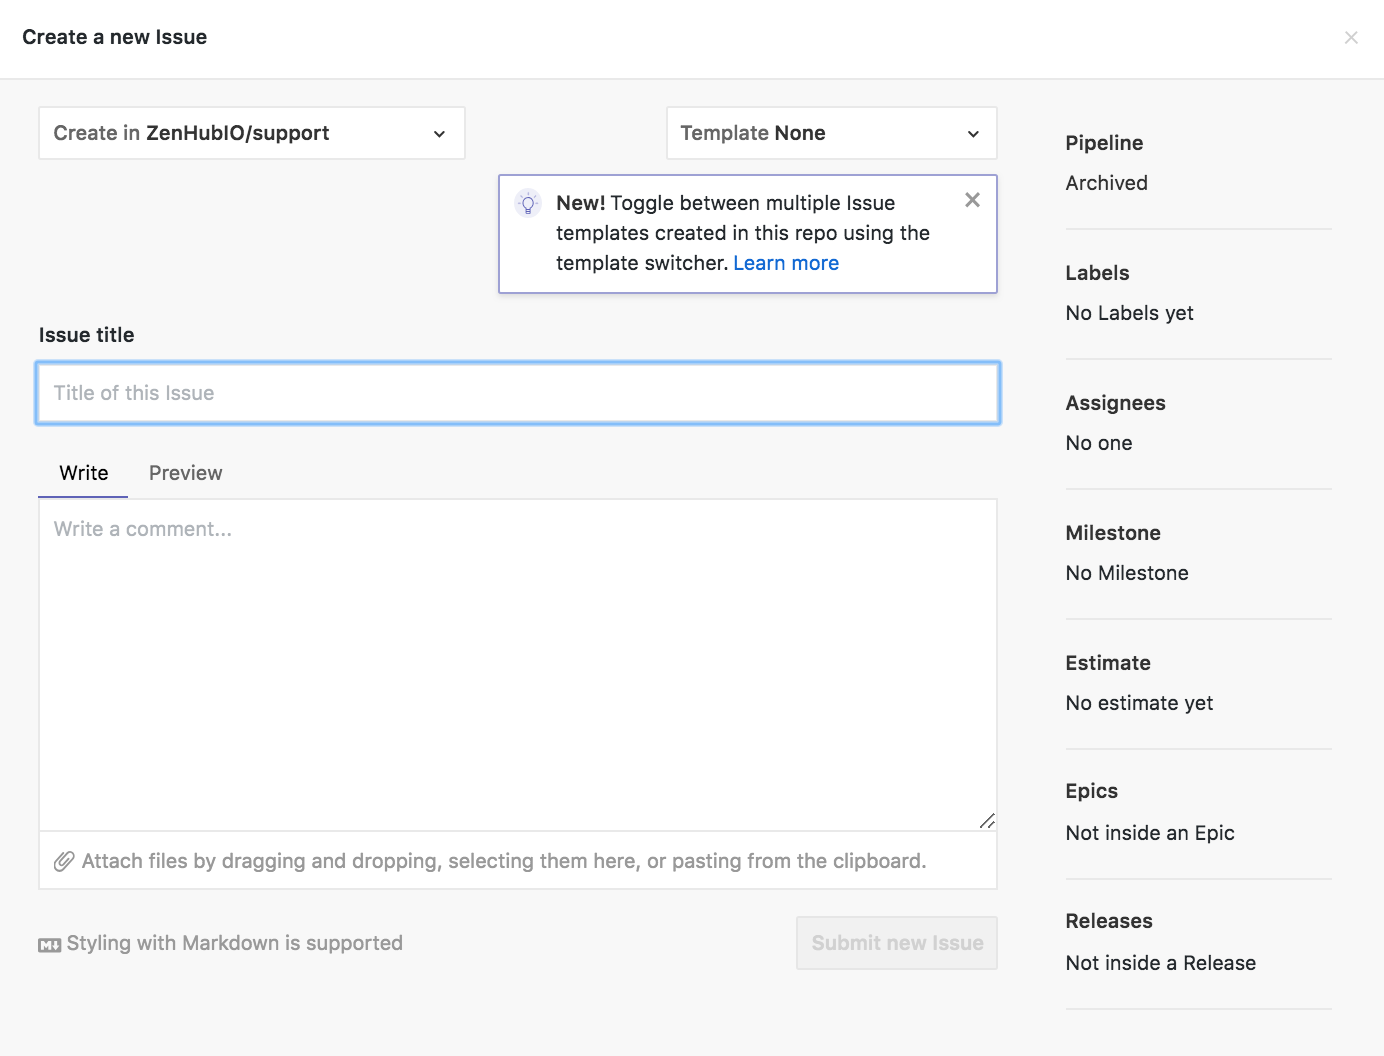 Create a new Issue
Create in ZenHubIO/support
Template None
New! Toggle between multiple Issue
templates created in this repo using the
template switcher. Learn more
Issue title
Title of this Issue
Write
Preview
Write a comment...
Attach files by dragging and dropping, selecting them here, or pasting from the clipboard.
Styling with Markdown is supported
Submit new Issue
Pipeline
Archived
Labels
No Labels yet
Assignees
No one
Milestone
No Milestone
Estimate
No estimate yet
Epics
Not inside an Epic
Releases
Not inside a Release